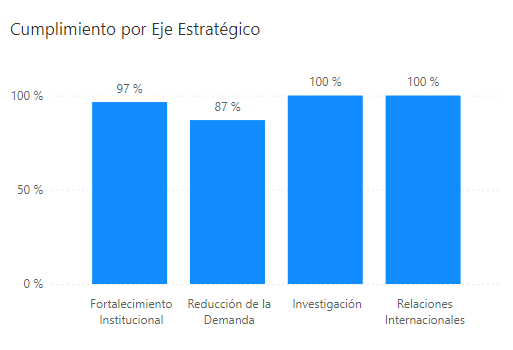 Cumplimiento por Eje Estratégico
97 %
87 %
100 %
100 %
100 %
50 %
0 %
Fortalecimiento
Institucional
Reducción de la
Demanda
Investigación
Relaciones
Internacionales